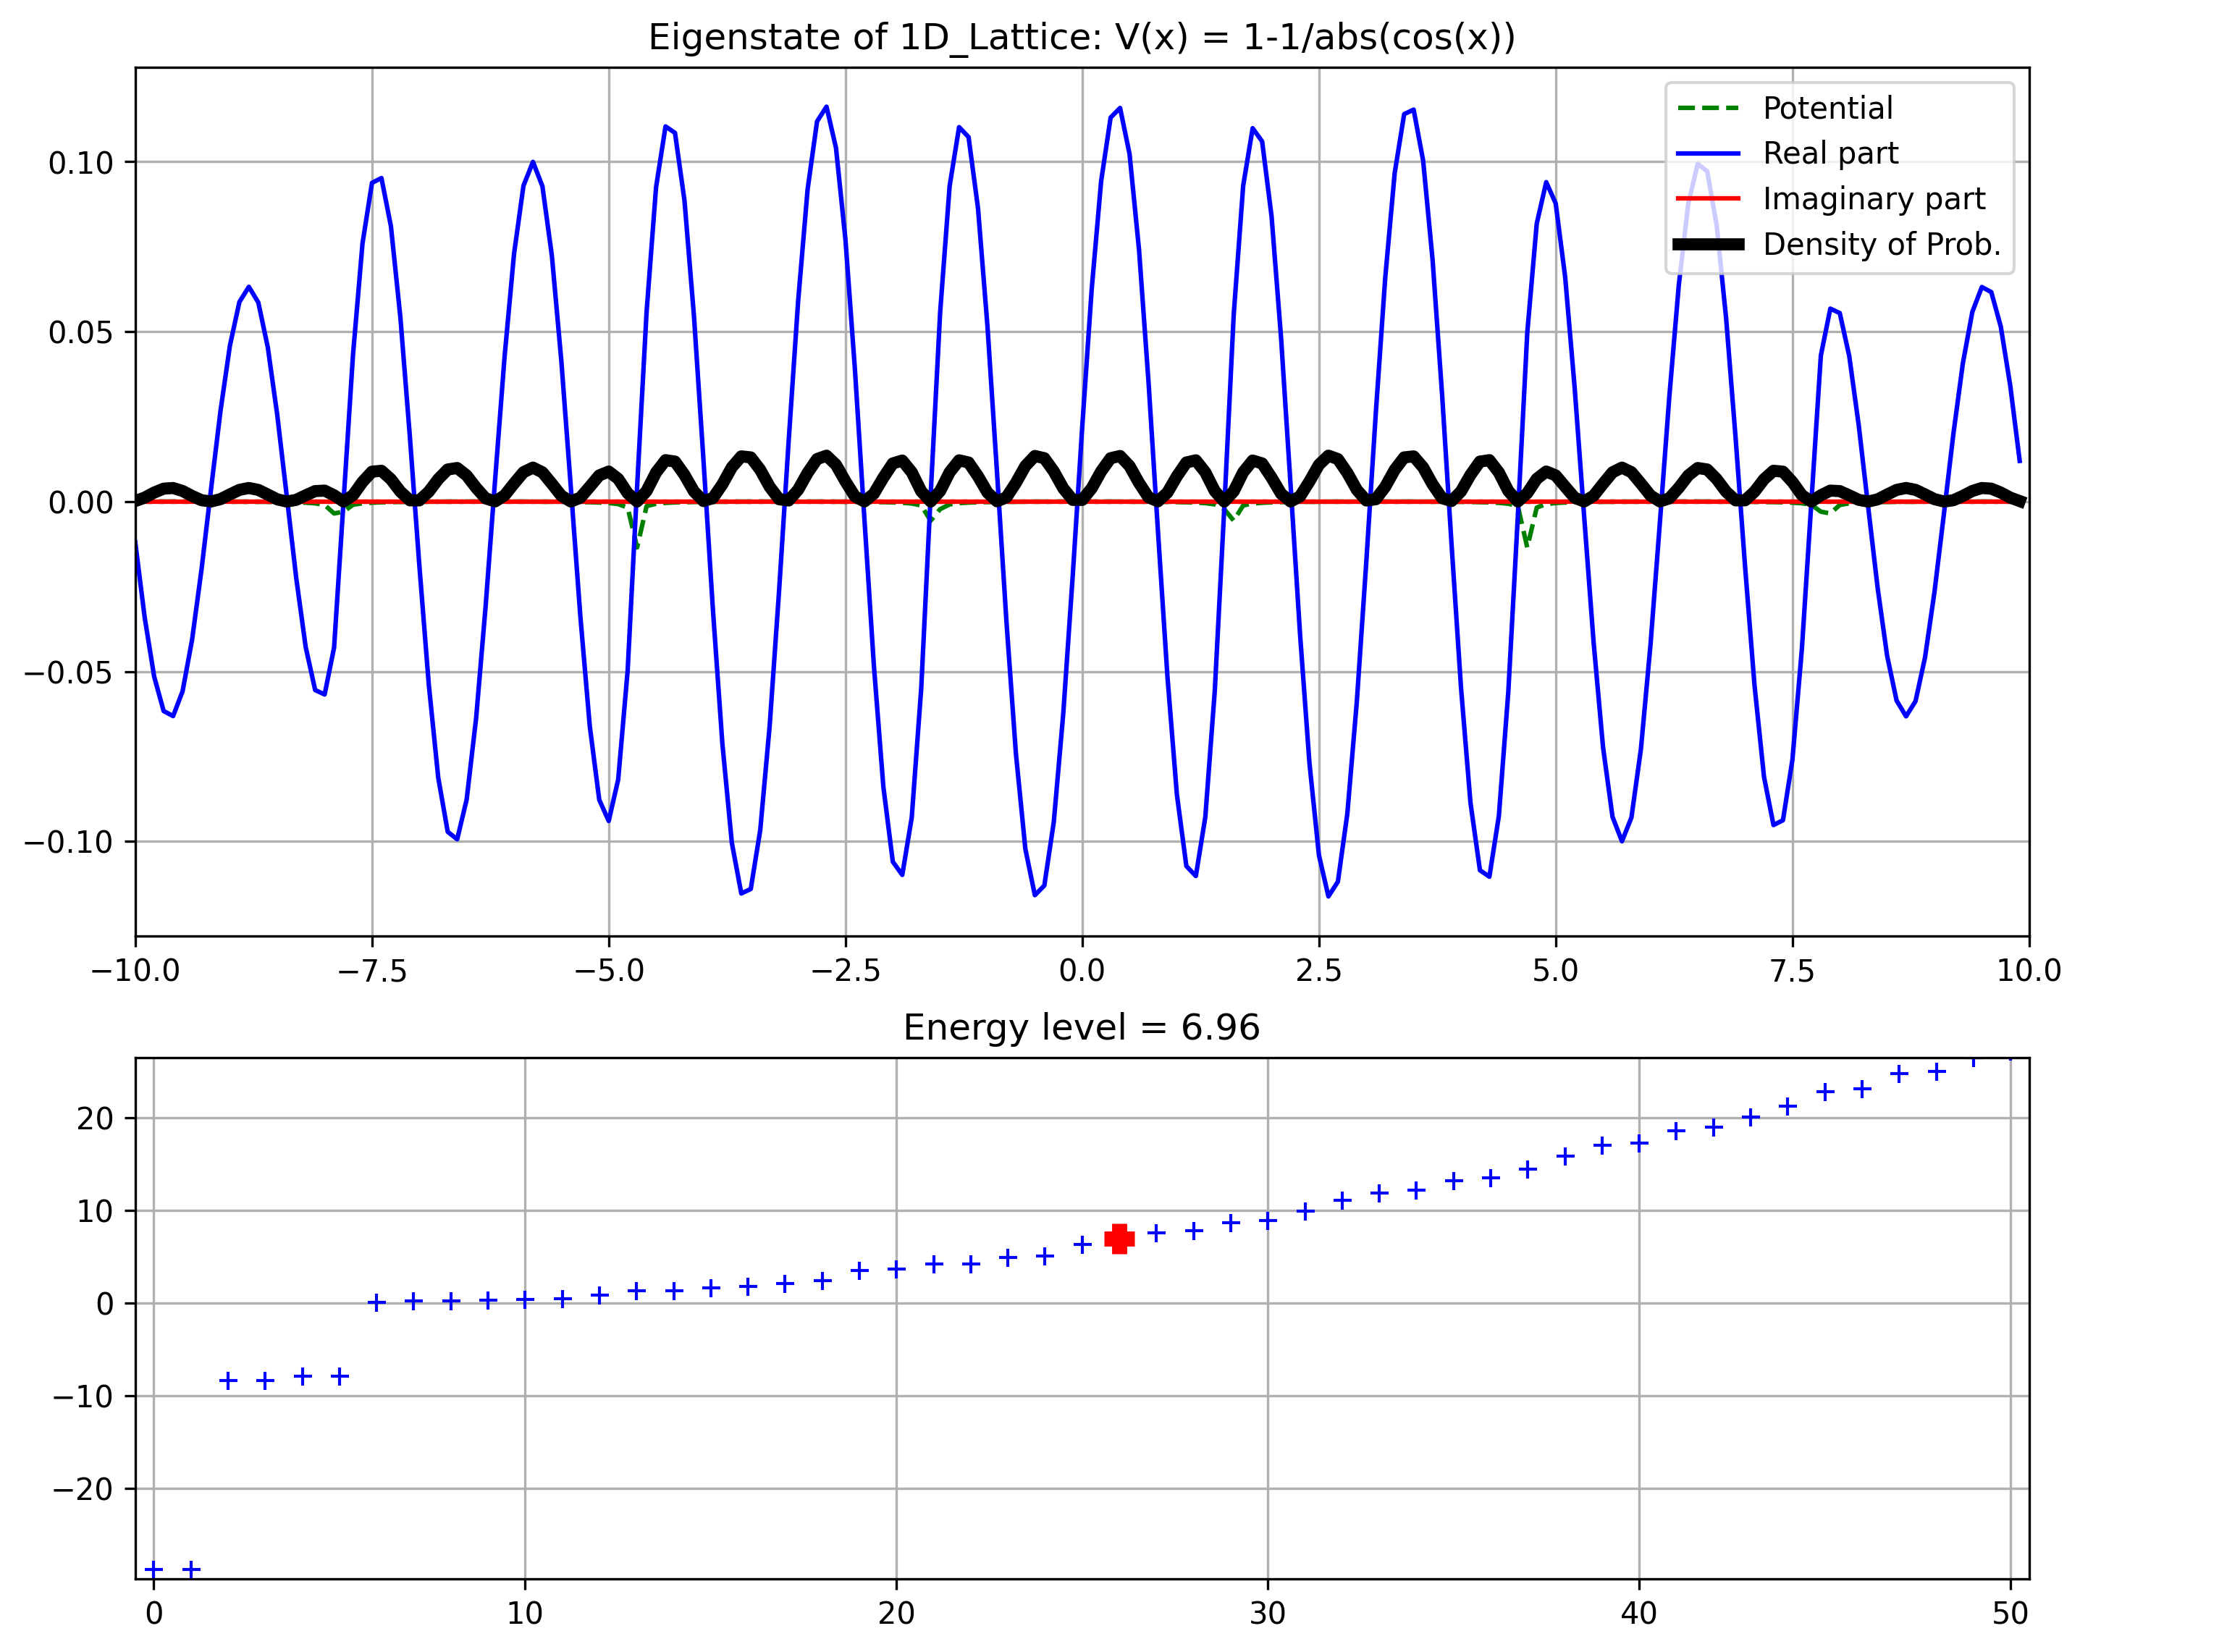 Eigenstate of 1D_Lattice: V(x) = 1-1/abs(cos(x))
Potential
Real part
Imaginary part
Density of Prob.
0.10
0.05
0.00
−0.05
−0.10
−10.0 −7.5 −5.0 −2.5 0.0 2.5 5.0 7.5 10.0
Energy level = 6.96
20
10
0
−10
−20
0 10 20 30 40 50